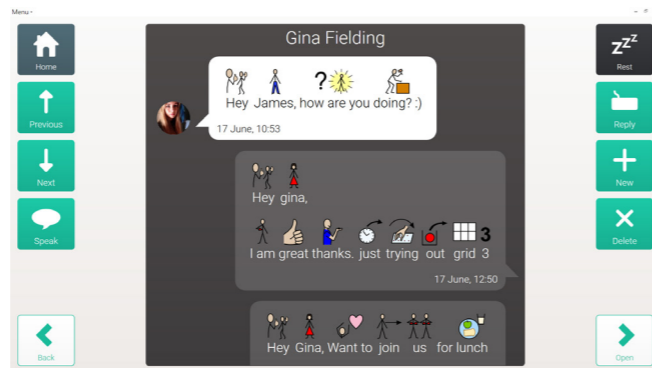 Menu
Gina Fielding
Home
Previous
Next
Speak
Back
Hey James, how are you doing? :)
17 June, 10:53
Hey gina,
3
I am great thanks. just trying out grid 3
17 June, 12:50
Hey Gina, Want to join us for lunch
zzz
Rest
Reply
New
Delete
Open